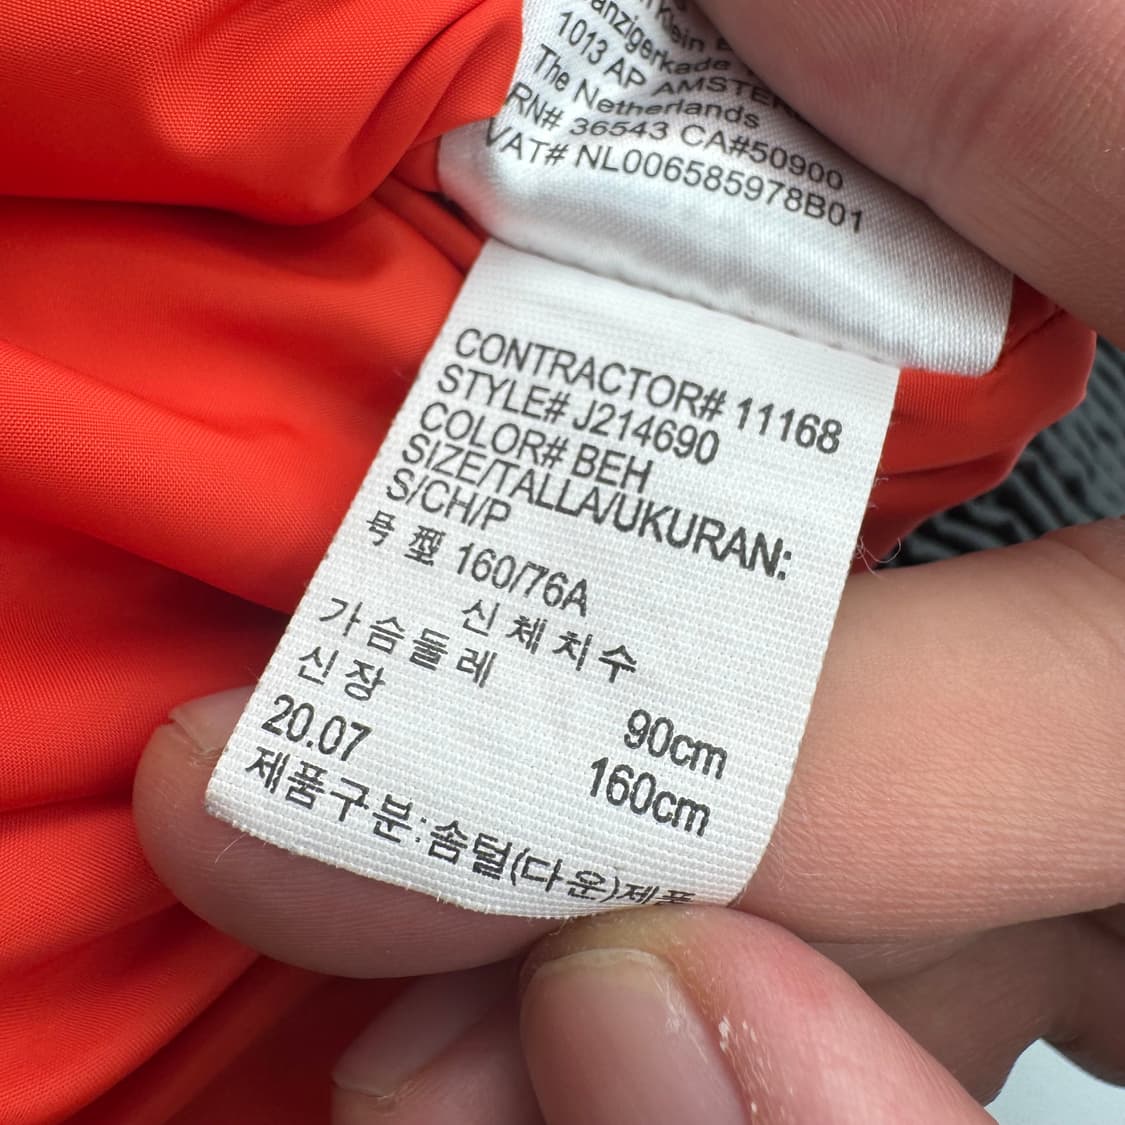 anzigerkade
1013 AP AMSTE
The Netherlands
RN# 36543 CA#50900
VAT# NL006585978B01
CONTRACTOR# 11168
STYLE# J214690
COLOR# BEH
SIZE/TALLA/UKURAN:
S/CH/P
号 型 160/76A
신체치수
가슴둘레 90cm
신장 160cm
20.07
제품구분:솜털(다운)제품